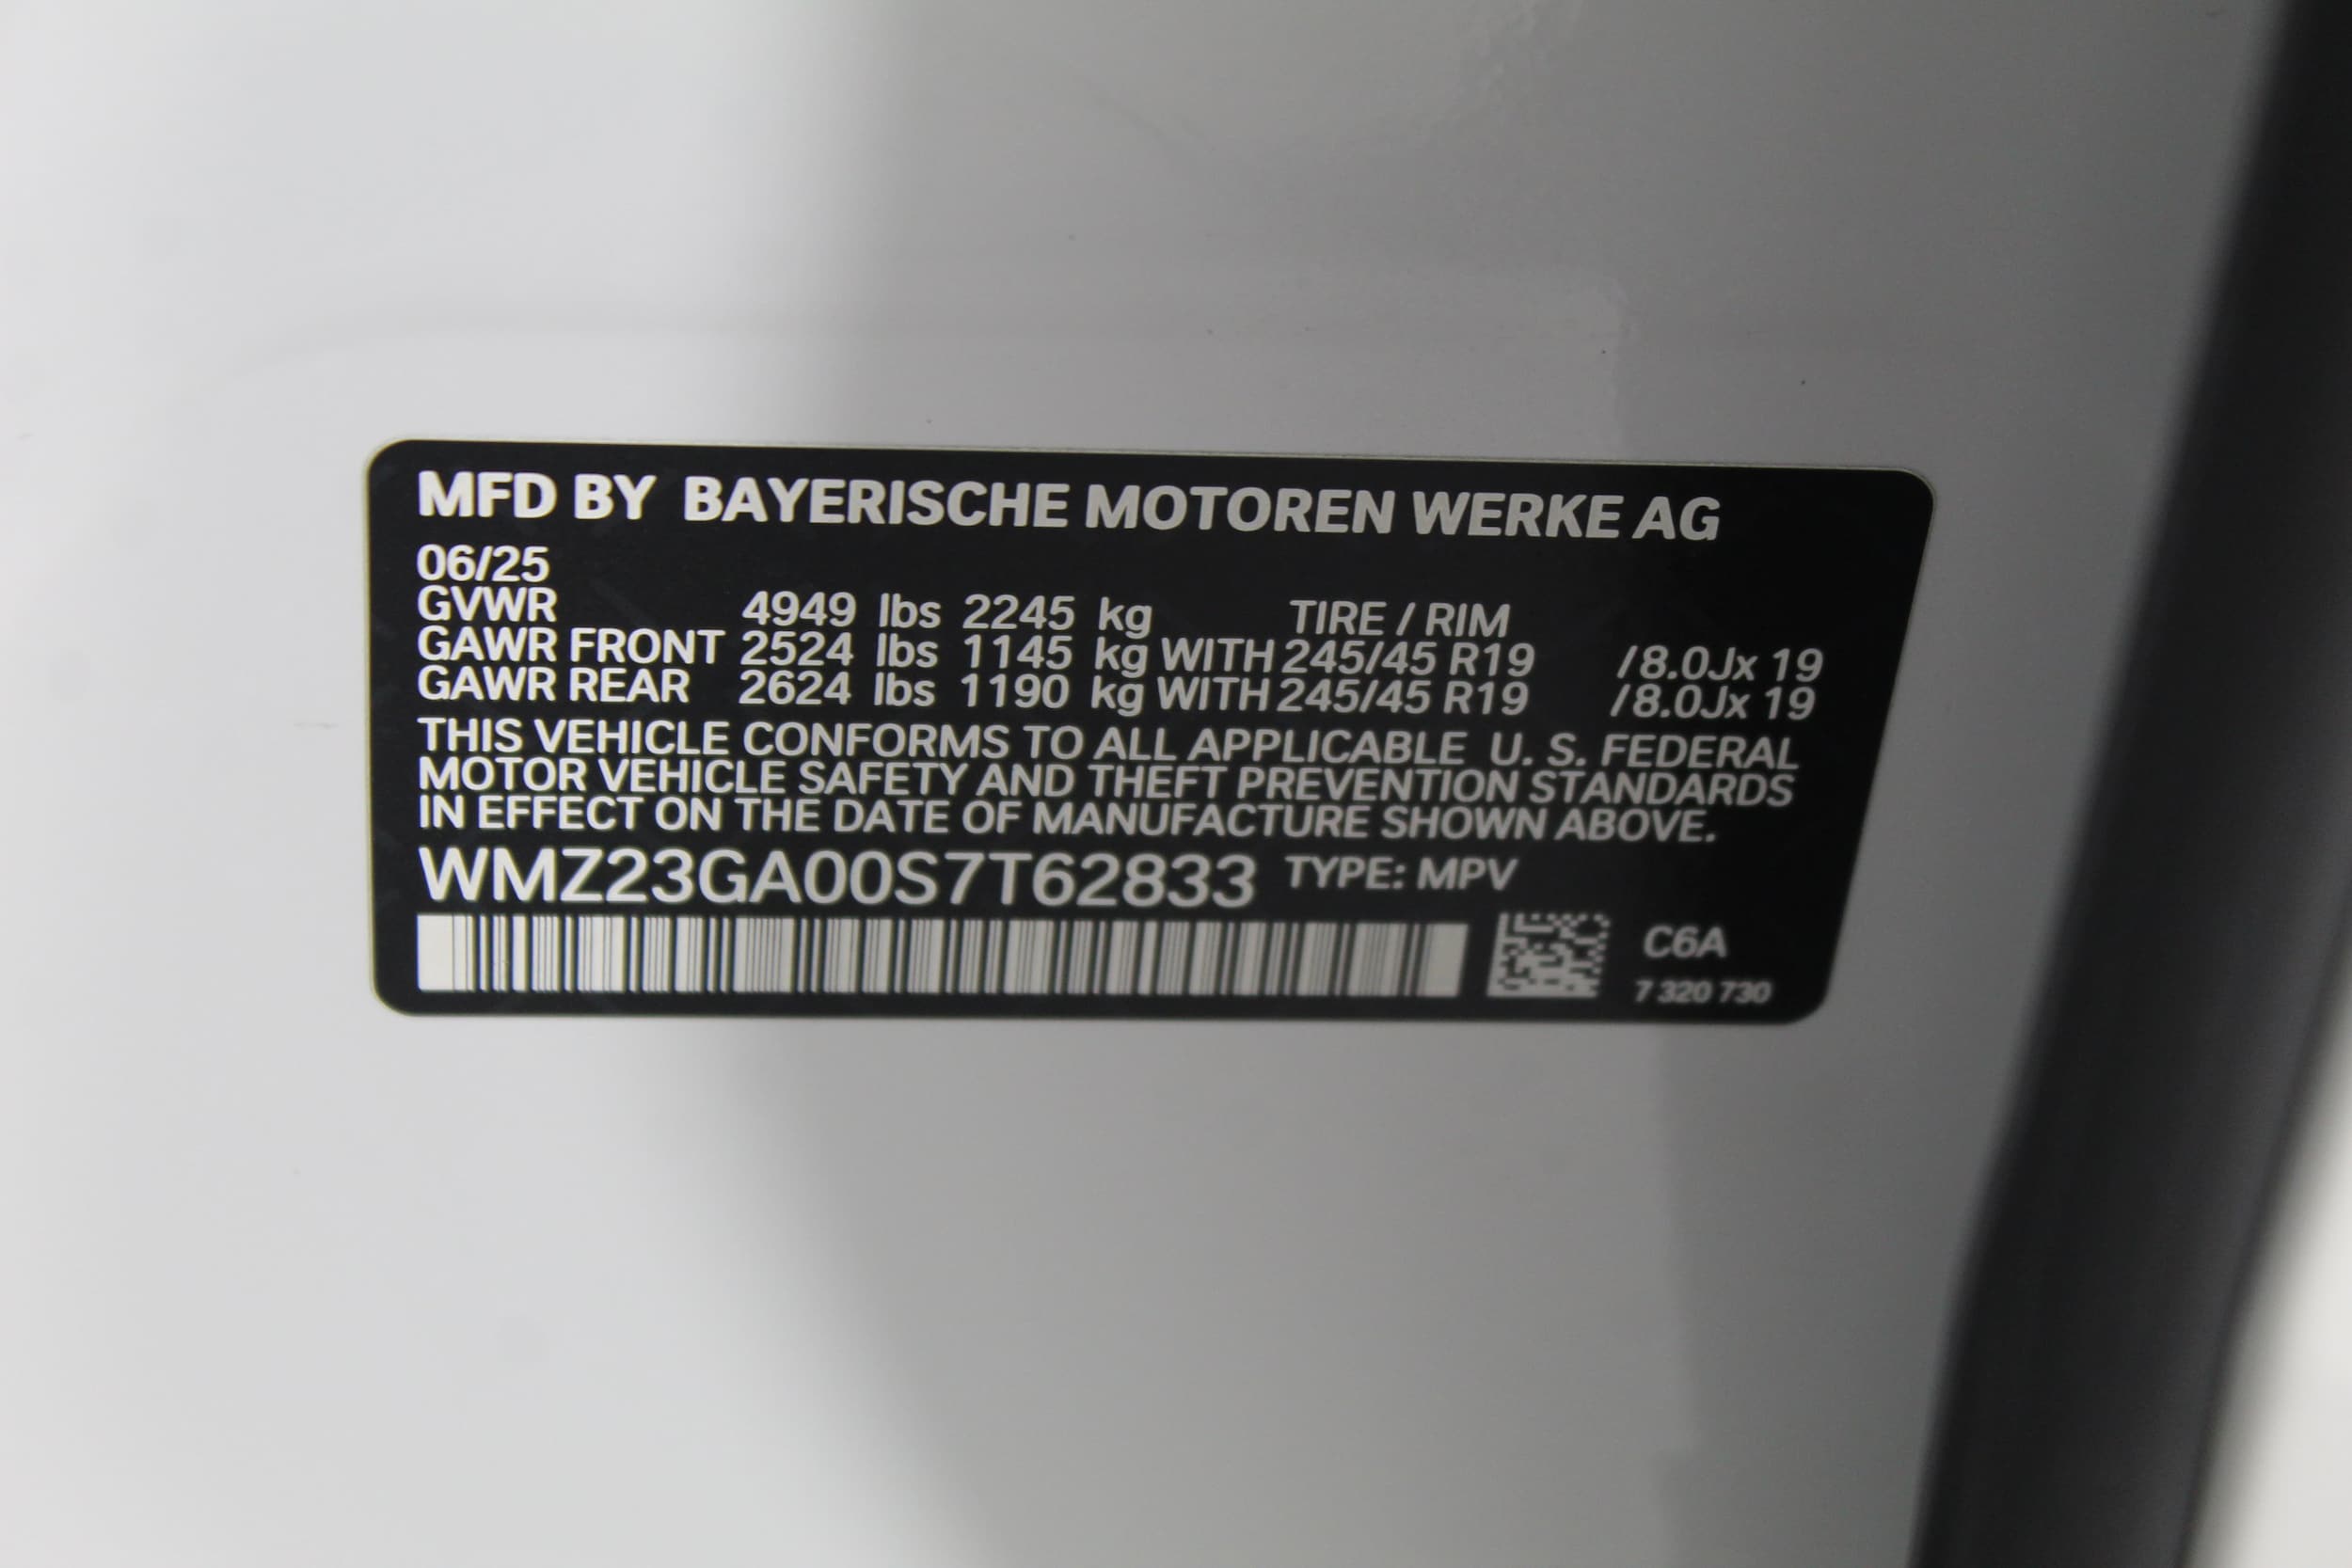 MFD BY BAYERISCHE MOTOREN WERKE AG
06/25
GVWR 4949 lbs 2245 kg TIRE / RIM
GAWR FRONT 2524 lbs 1145 kg WITH 245/45 R19 /8.0Jx 19
GAWR REAR 2624 lbs 1190 kg WITH 245/45 R19 /8.0Jx 19
THIS VEHICLE CONFORMS TO ALL APPLICABLE U. S. FEDERAL
MOTOR VEHICLE SAFETY AND THEFT PREVENTION STANDARDS
IN EFFECT ON THE DATE OF MANUFACTURE SHOWN ABOVE.
WMZ23GA00S7T62833 TYPE: MPV
C6A
7 320 730